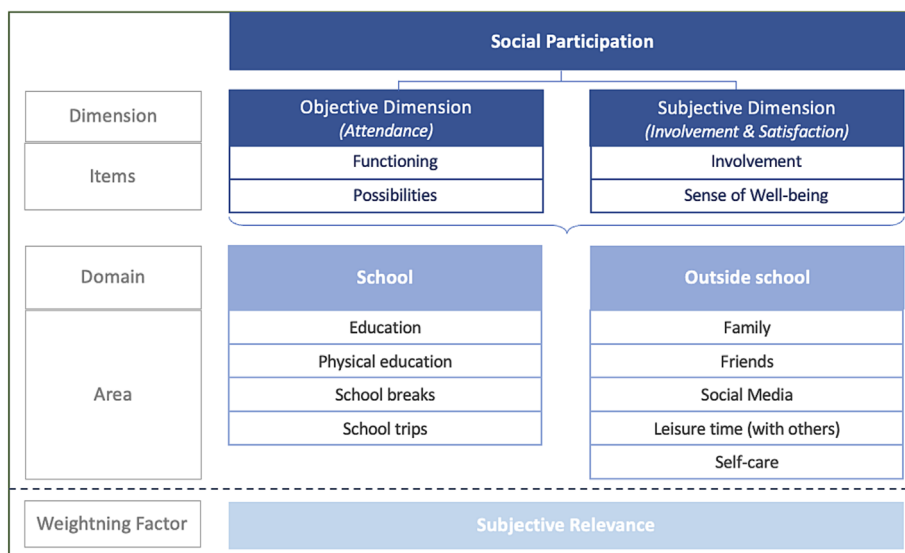 Social Participation
Dimension
Objective Dimension
(Attendance)
Subjective Dimension
(Involvement & Satisfaction)
Items
Functioning
Involvement
Possibilities
Sense of Well-being
Domain
School
Outside school
Area
Education
Family
Physical education
Friends
School breaks
Social Media
School trips
Leisure time (with others)
Self-care
Weightning Factor
Subjective Relevance